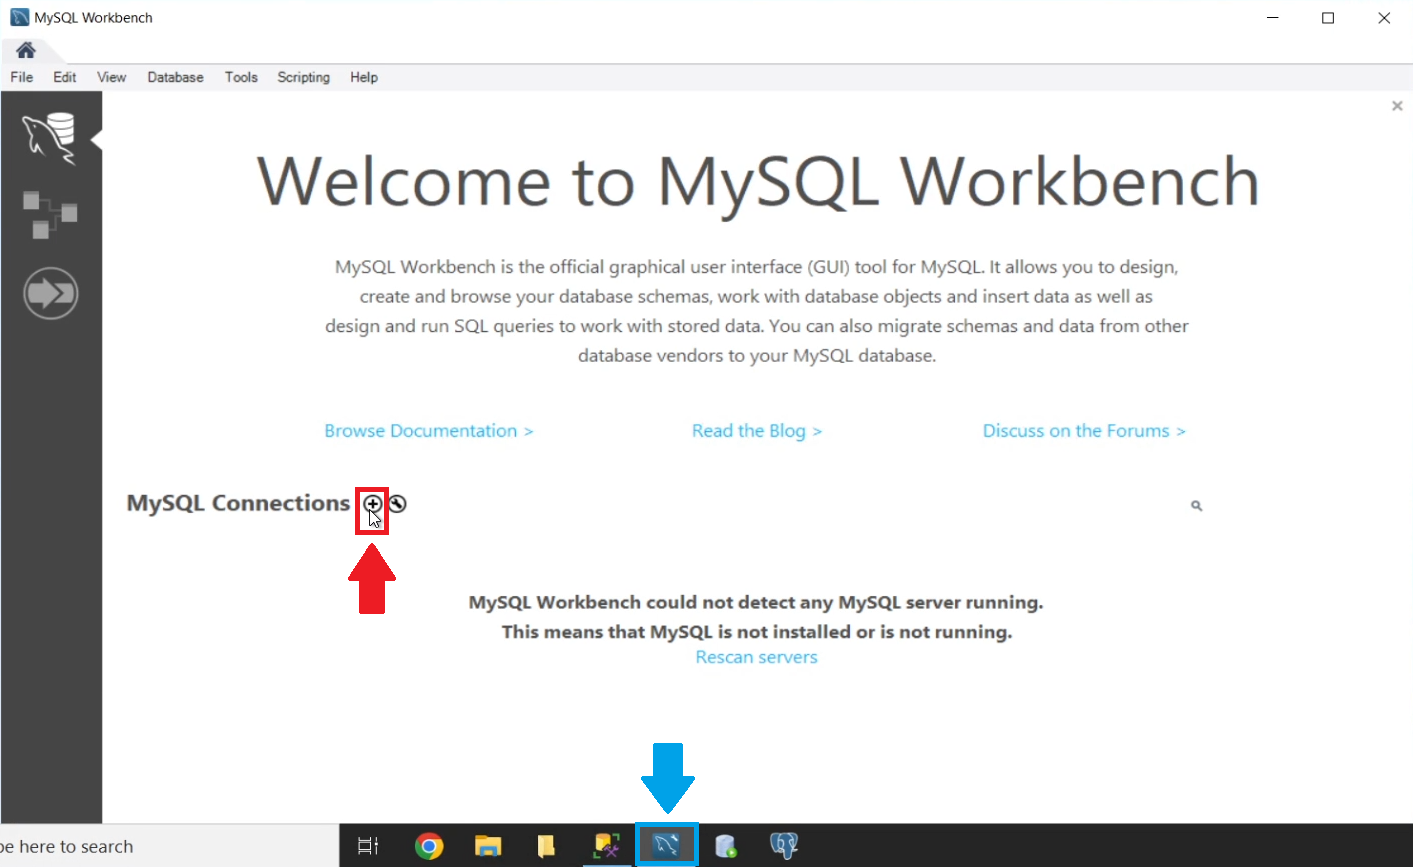 MySQL Workbench
File Edit View Database Tools Scripting Help
Welcome to MySQL Workbench
MySQL Workbench is the official graphical user interface (GUI) tool for MySQL. It allows you to design,
create and browse your database schemas, work with database objects and insert data as well as
design and run SQL queries to work with stored data. You can also migrate schemas and data from other
database vendors to your MySQL database.
Browse Documentation > Read the Blog > Discuss on the Forums >
MySQL Connections
MySQL Workbench could not detect any MySQL server running.
This means that MySQL is not installed or is not running.
Rescan servers
pe here to search